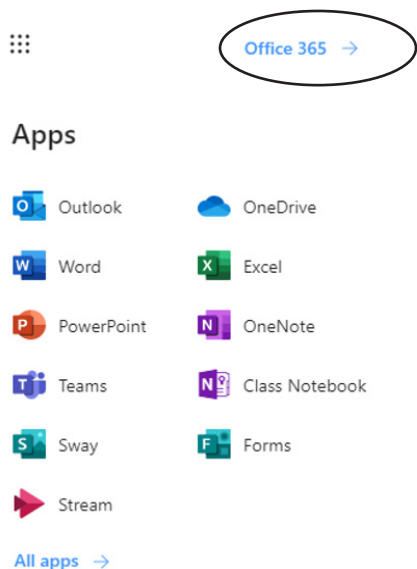 Office 365 →
Apps
Outlook
OneDrive
Word
Excel
PowerPoint
OneNote
Teams
Class Notebook
Sway
Forms
Stream
All apps →